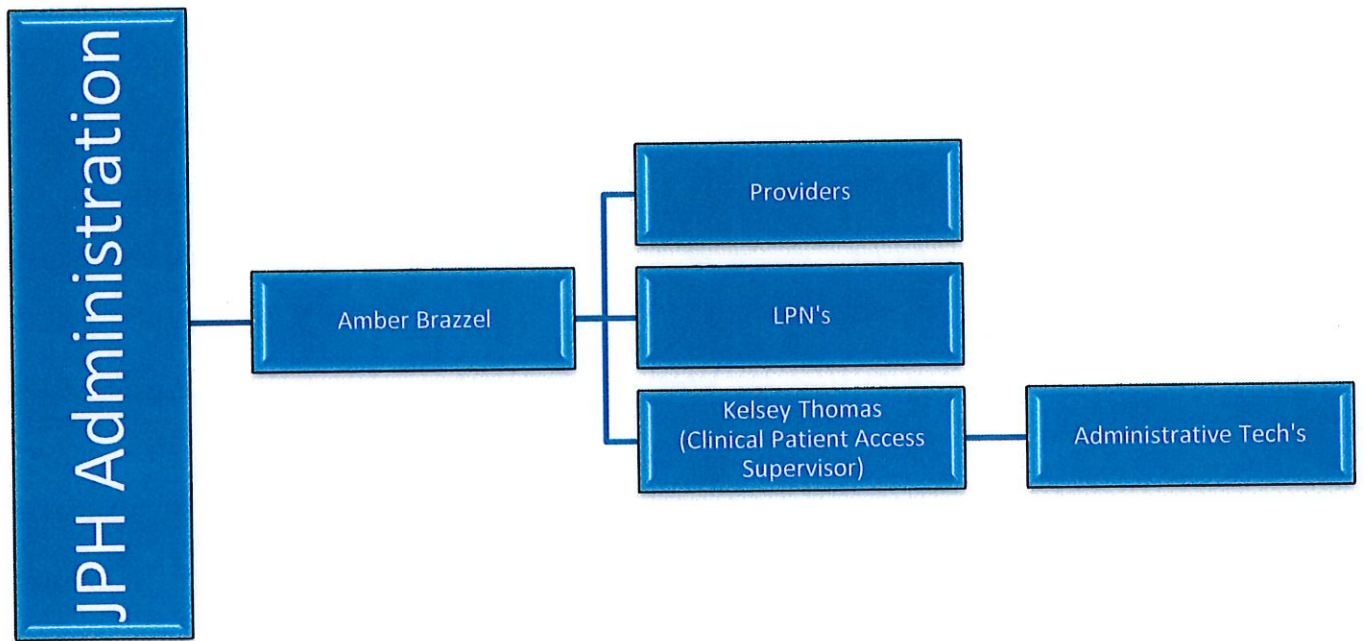 JPH Administration
Amber Brazzel
Providers
LPN's
Kelsey Thomas
(Clinical Patient Access
Supervisor)
Administrative Tech's